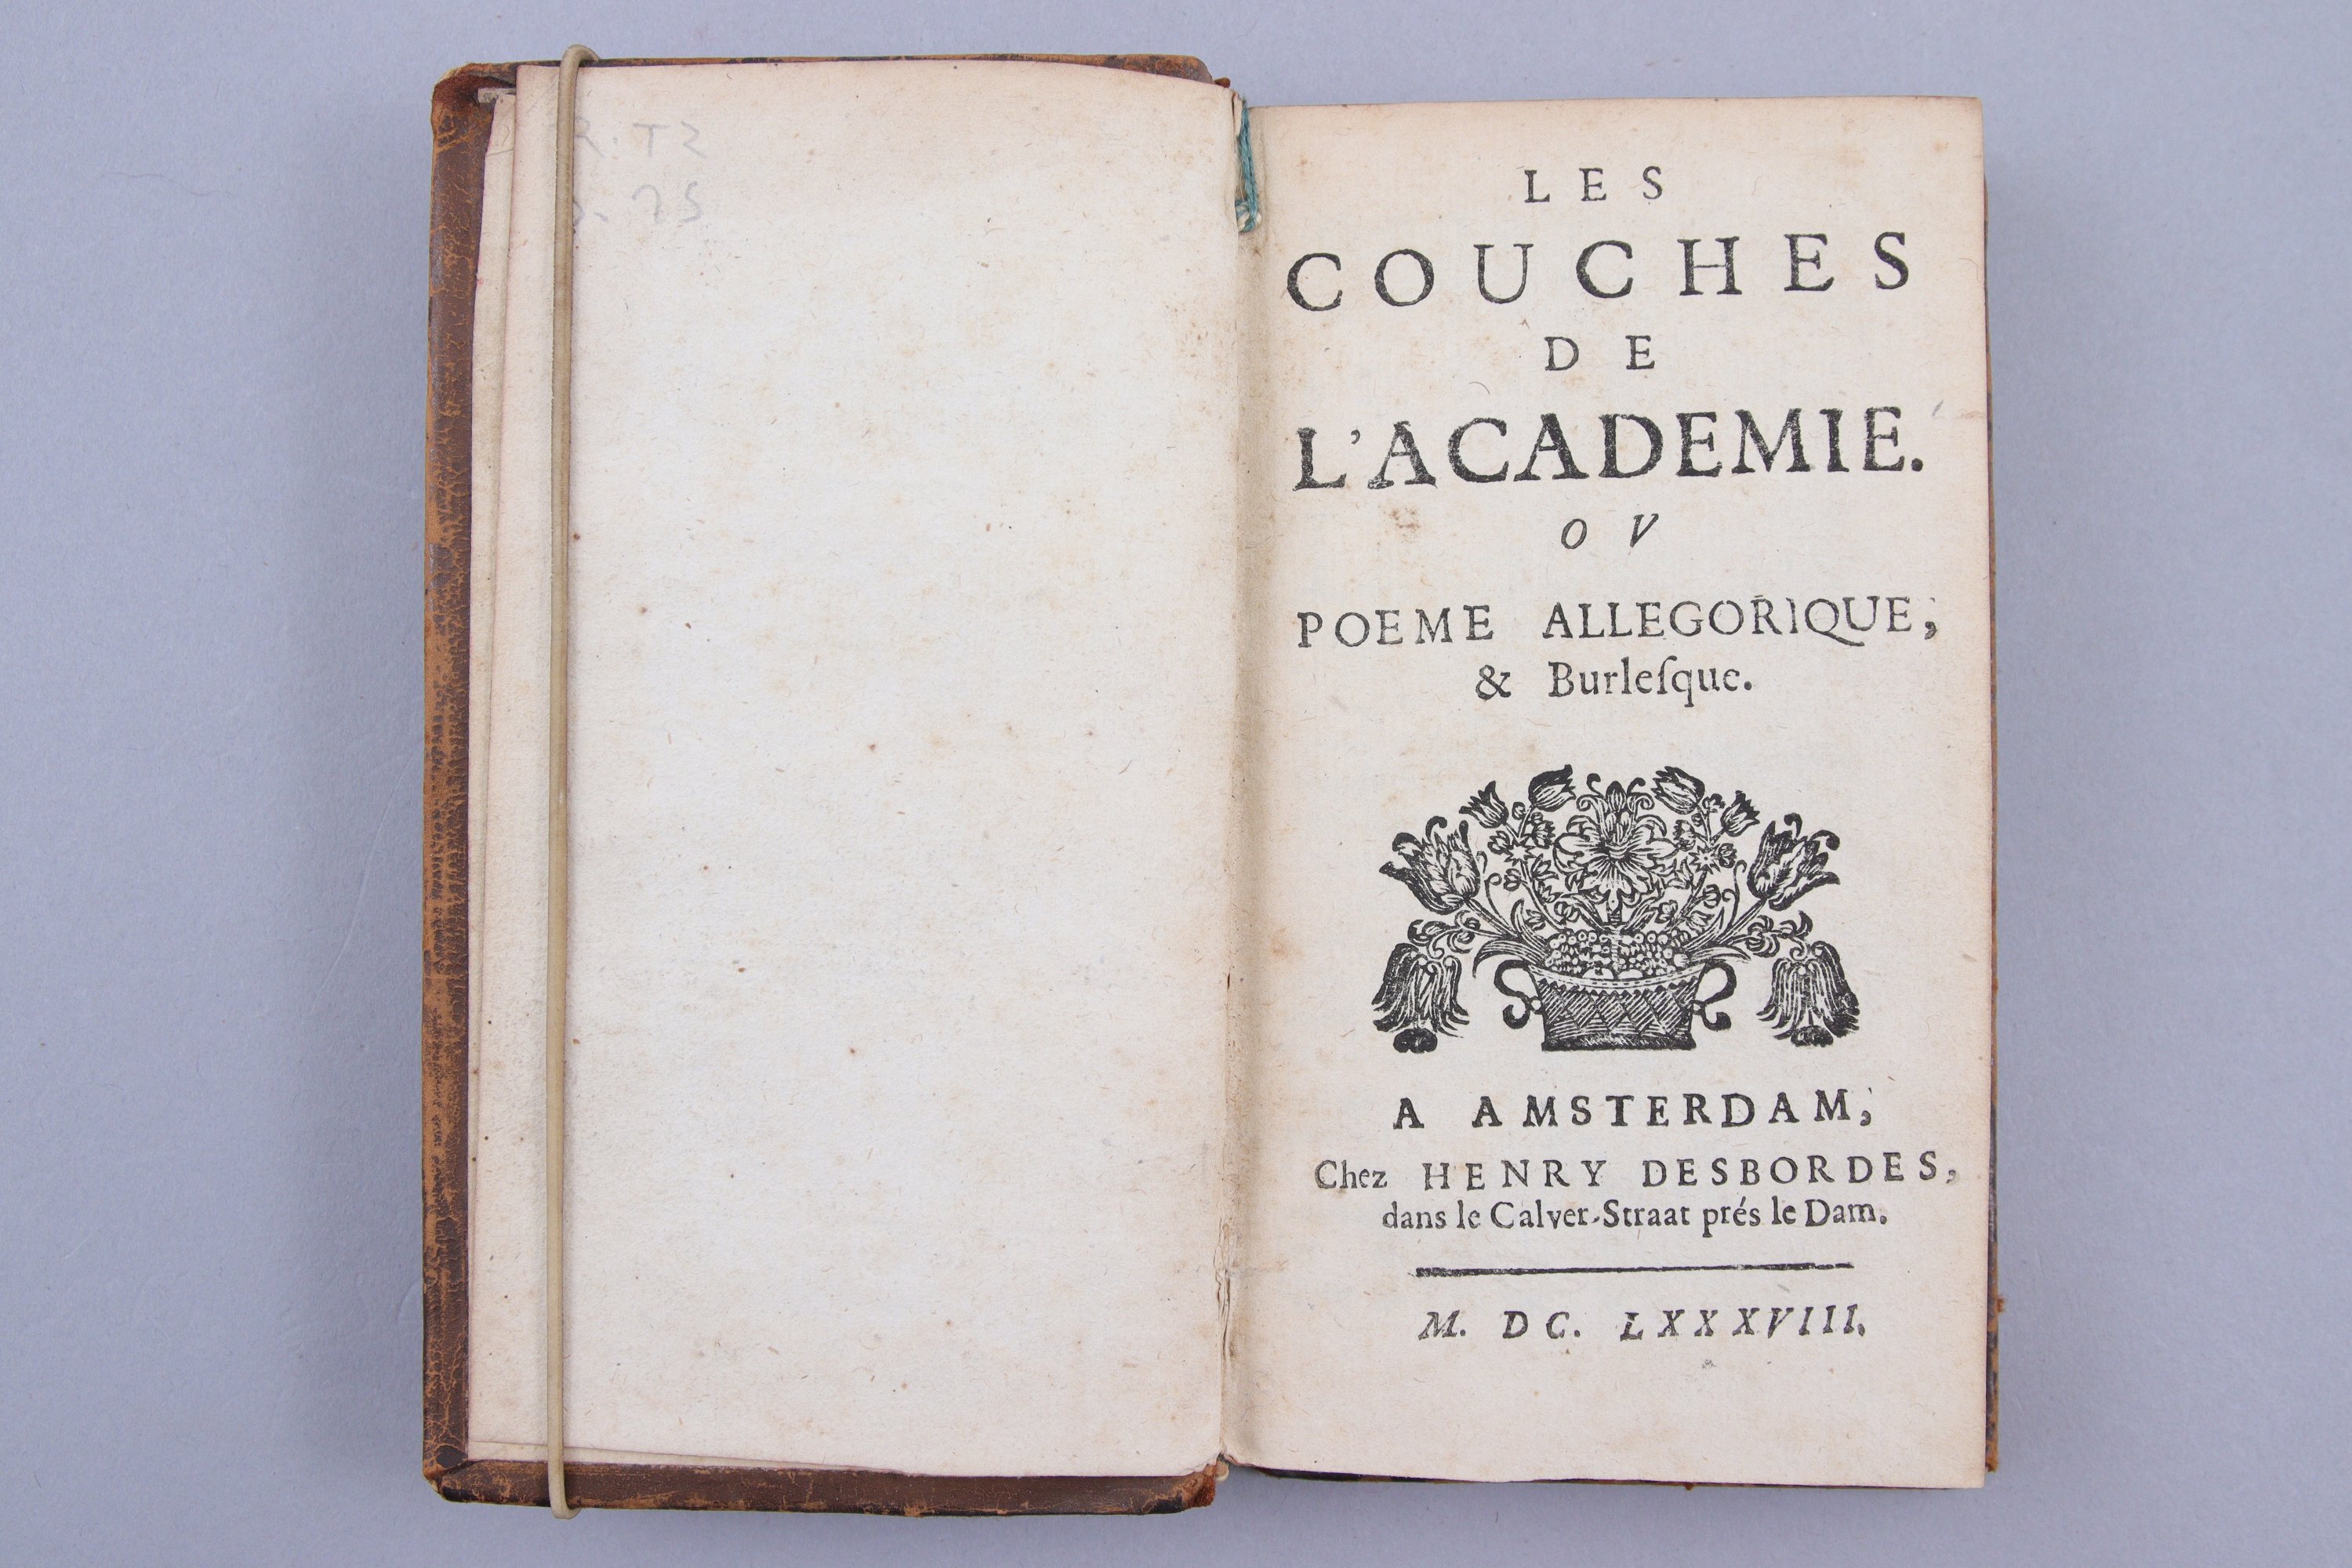 LES
COUCHES
DE
L'ACADEMIE.
OV
POEME ALLEGORIQUE,
& Burleſque.
A AMSTERDAM,
Chez HENRY DESBORDES,
dans le Calver-Straat prés le Dam.
M. DC. LXXXVIII.